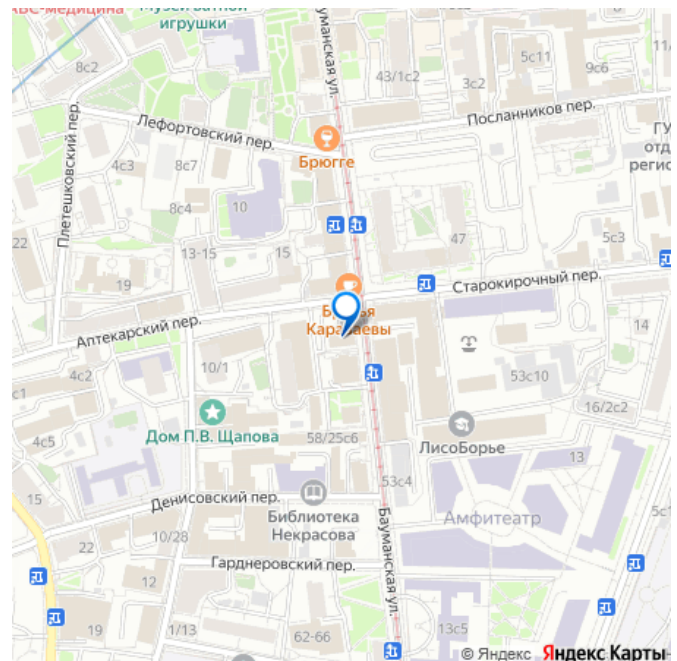 АБС-медицина
Музей ватной
игрушки
Бауманская ул.
8с2
43/1с2
3с2
5с11
9с6
11/
Плетешковский пер.
Лефортовский пер.
Посланников пер.
Брюгге
ГУ
отд
регис
4с3
8с7
8с4
10
22
13-15
15
47
5с3
19
Старокирочный пер.
Братья
Караваевы
Аптекарский пер.
14
с1
4с2
10/1
53с10
16/2с2
4с5
Дом П.В. Щапова
58/25с6
ЛисоБорье
13
53с4
15
Денисовский пер.
Библиотека
Некрасова
Амфитеатр
5с1
22
10/28
Гарднеровский пер.
Бауманская ул.
12
19
1/13
62-66
13с5
© Яндекс Яндекс Карты